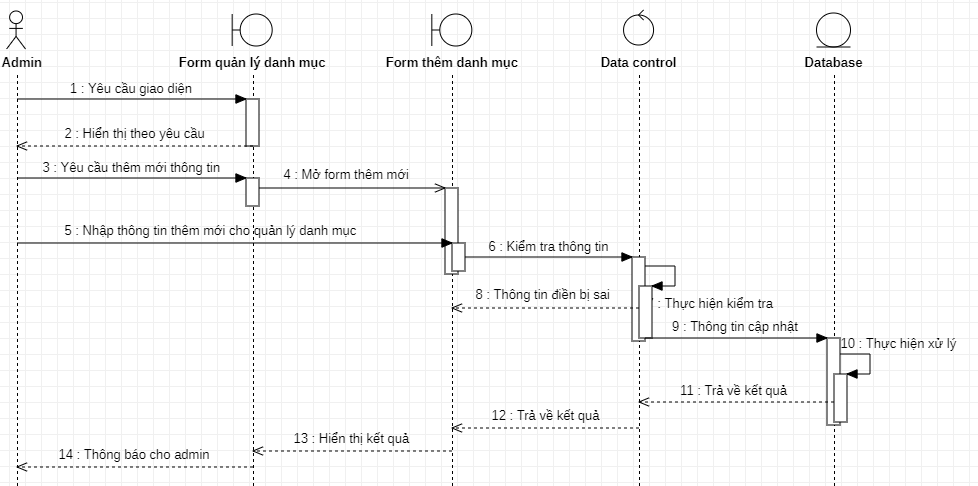 Admin
Form quản lý danh mục
Form thêm danh mục
Data control
Database
1 : Yêu cầu giao diện
2 : Hiển thị theo yêu cầu
3 : Yêu cầu thêm mới thông tin
4 : Mở form thêm mới
5 : Nhập thông tin thêm mới cho quản lý danh mục
6 : Kiểm tra thông tin
8 : Thông tin điền bị sai
: Thực hiện kiểm tra
9 : Thông tin cập nhật
10 : Thực hiện xử lý
11 : Trả về kết quả
12 : Trả về kết quả
13 : Hiển thị kết quả
14 : Thông báo cho admin